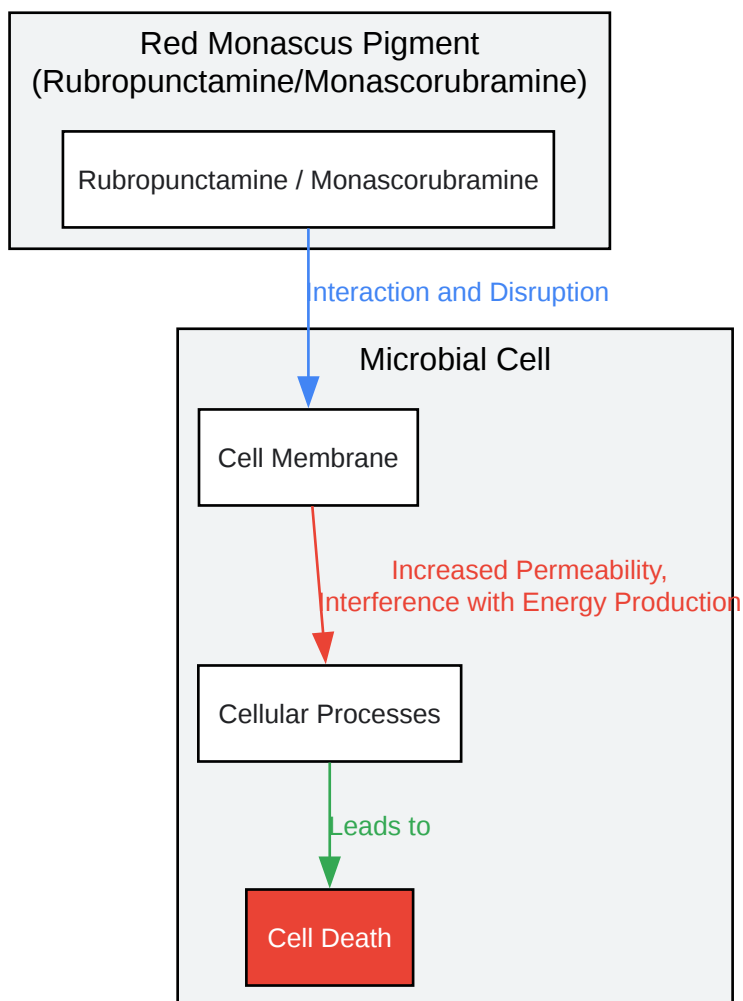 Red Monascus Pigment
(Rubropunctamine/Monascorubramine)
Rubropunctamine / Monascorubramine
Interaction and Disruption
Microbial Cell
Cell Membrane
Increased Permeability,
Interference with Energy Production
Cellular Processes
Leads to
Cell Death